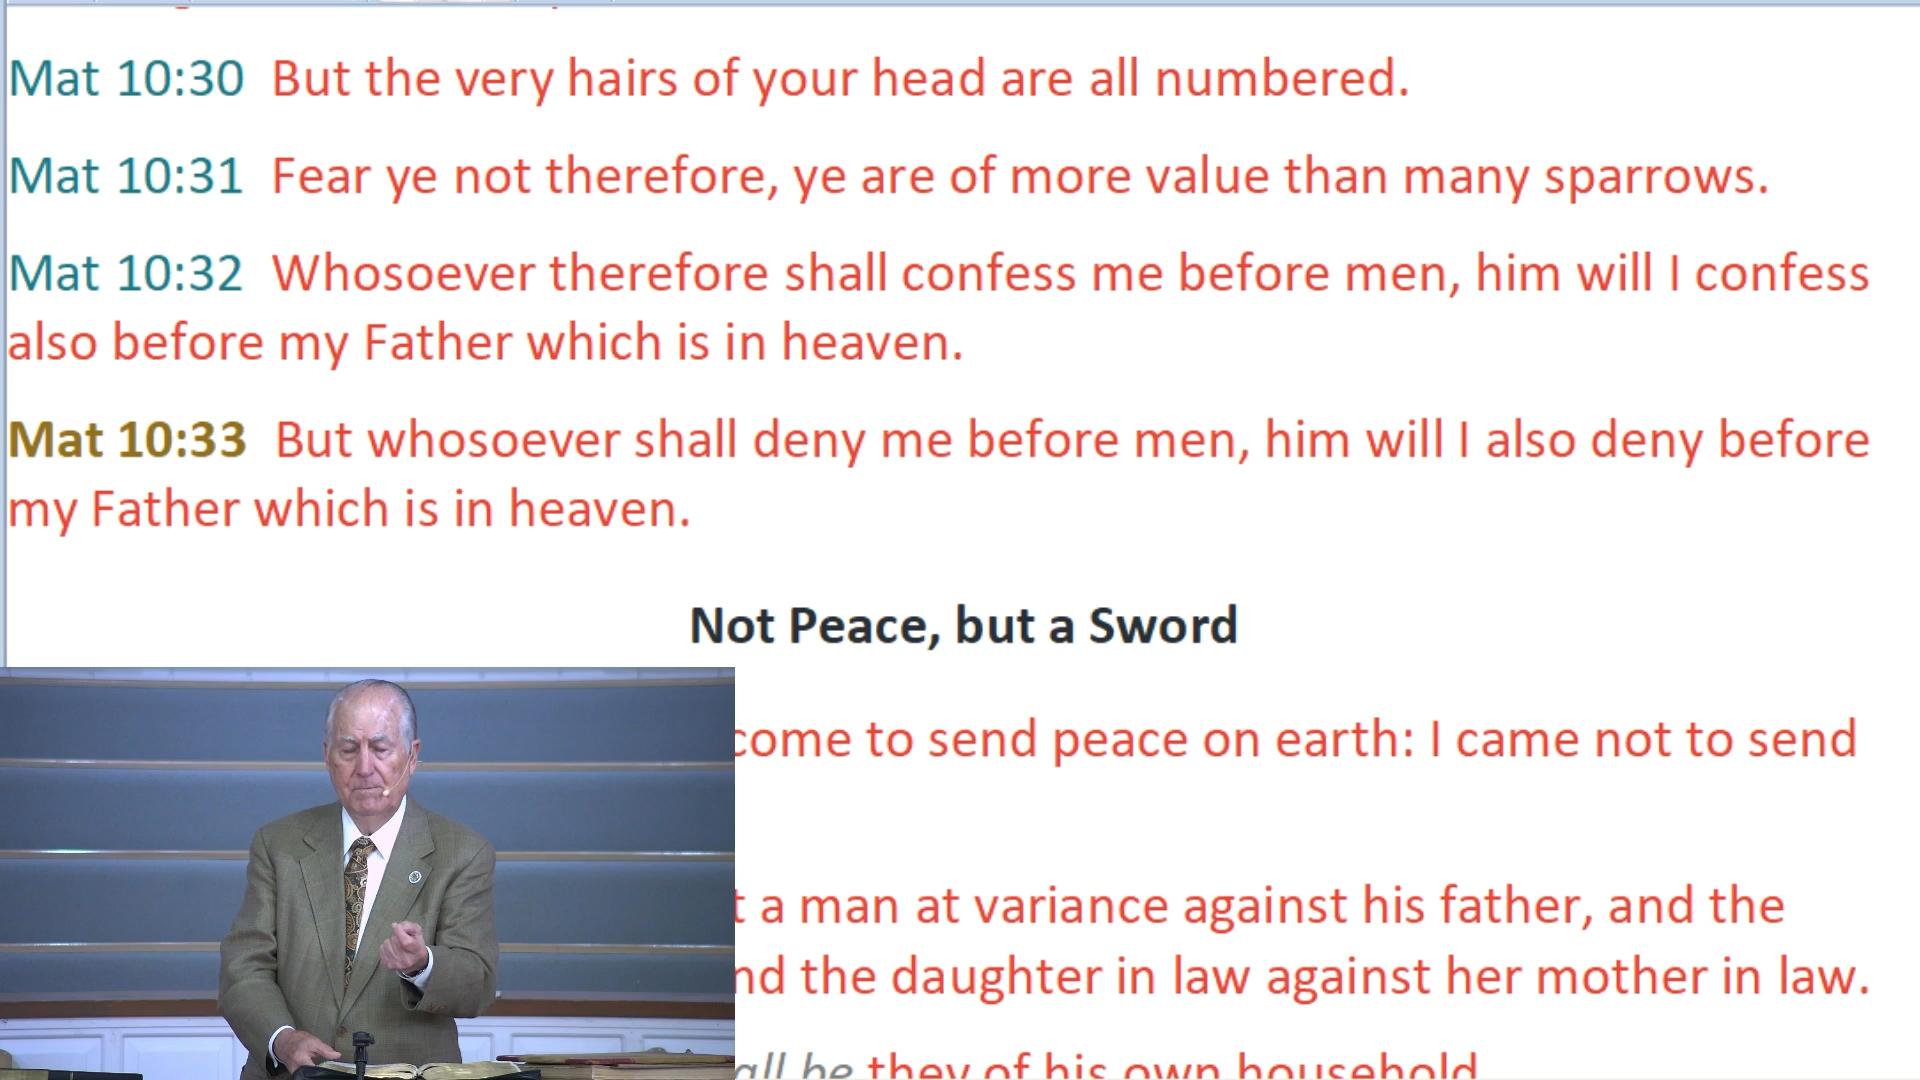 Mat 10:30 But the very hairs of your head are all numbered.
Mat 10:31 Fear ye not therefore, ye are of more value than many sparrows.
Mat 10:32 Whosoever therefore shall confess me before men, him will I confess
also before my Father which is in heaven.
Mat 10:33 But whosoever shall deny me before men, him will I also deny before
my Father which is in heaven.
Not Peace, but a Sword
come to send peace on earth: I came not to send
a man at variance against his father, and the
the daughter in law against her mother in law.
be they of his own household